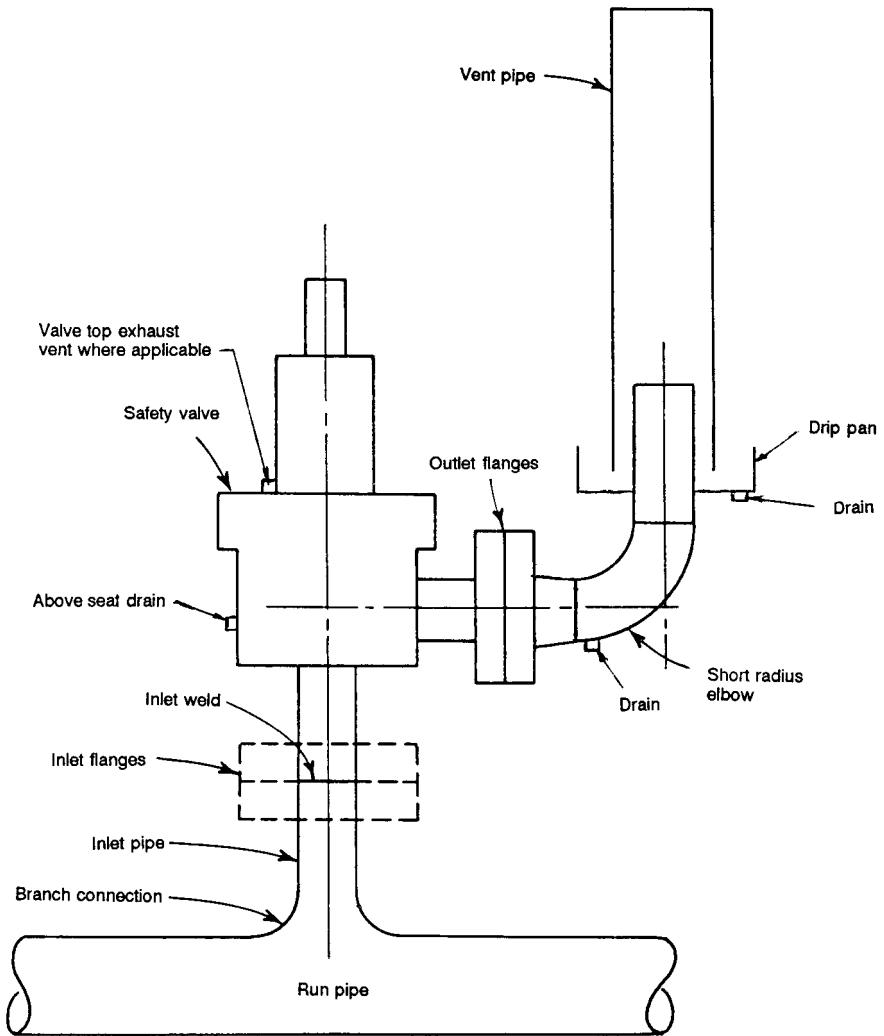 Vent pipe
Valve top exhaust
vent where applicable
Safety valve
Outlet flanges
Drip pan
Drain
Above seat drain
Short radius
elbow
Drain
Inlet weld
Inlet flanges
Inlet pipe
Branch connection
Run pipe